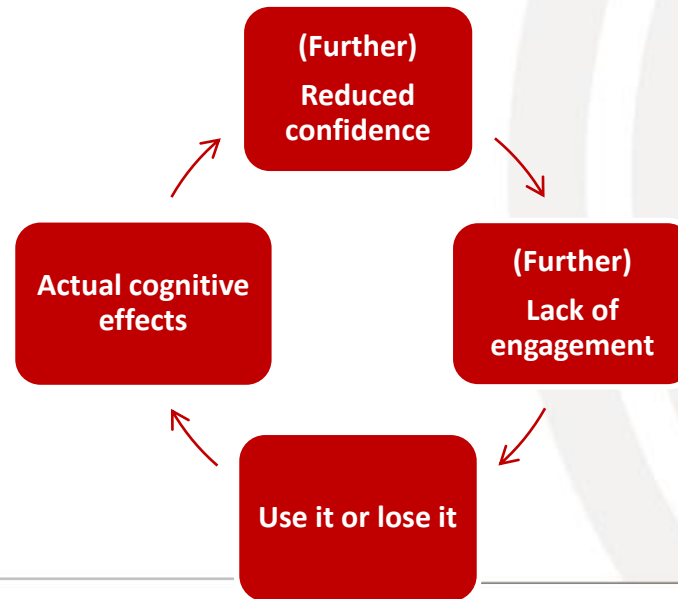 (Further)
Reduced
confidence
(Further)
Lack of
engagement
Use it or lose it
Actual cognitive
effects